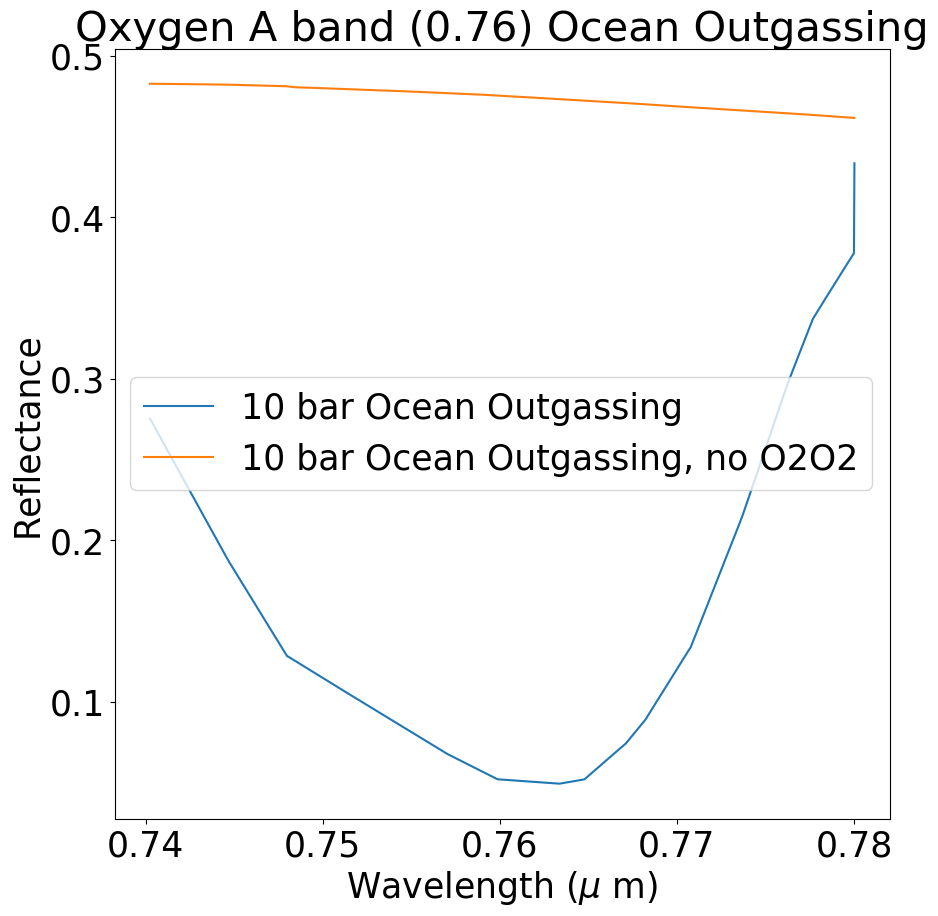 Oxygen A band (0.76) Ocean Outgassing
0.5
0.4
0.3
0.2
0.1
Reflectance
10 bar Ocean Outgassing
10 bar Ocean Outgassing, no O2O2
0.74 0.75 0.76 0.77 0.78
Wavelength (μ m)